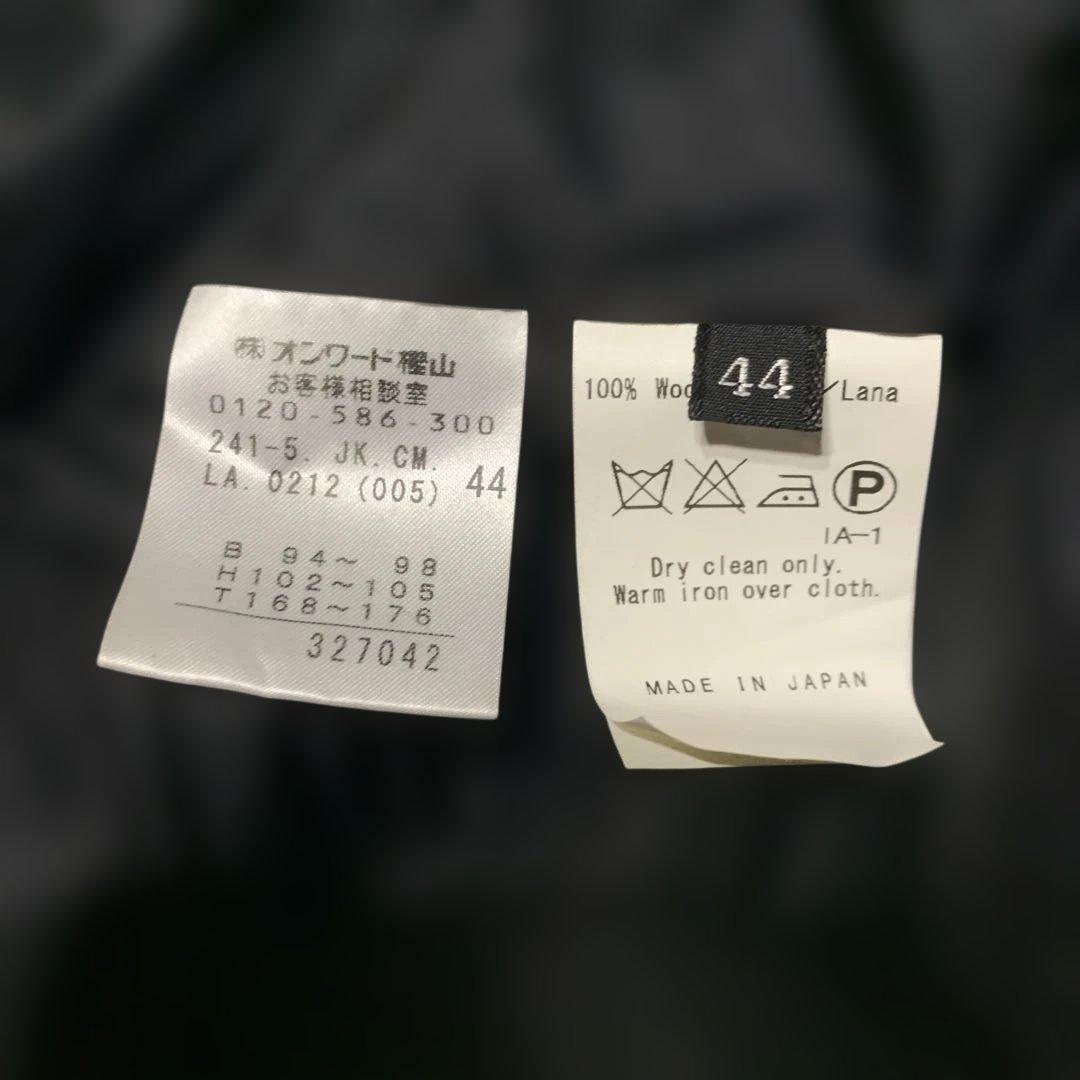 ㈱オンワード樫山
お客様相談室
0120-586-300
241-5. JK.CM.
LA. 0212 (005) 44
B 94～ 98
H102～105
T168～176
327042
44
100% /Lana
P
IA-1
Dry clean only.
Warm iron over cloth.
MADE IN JAPAN